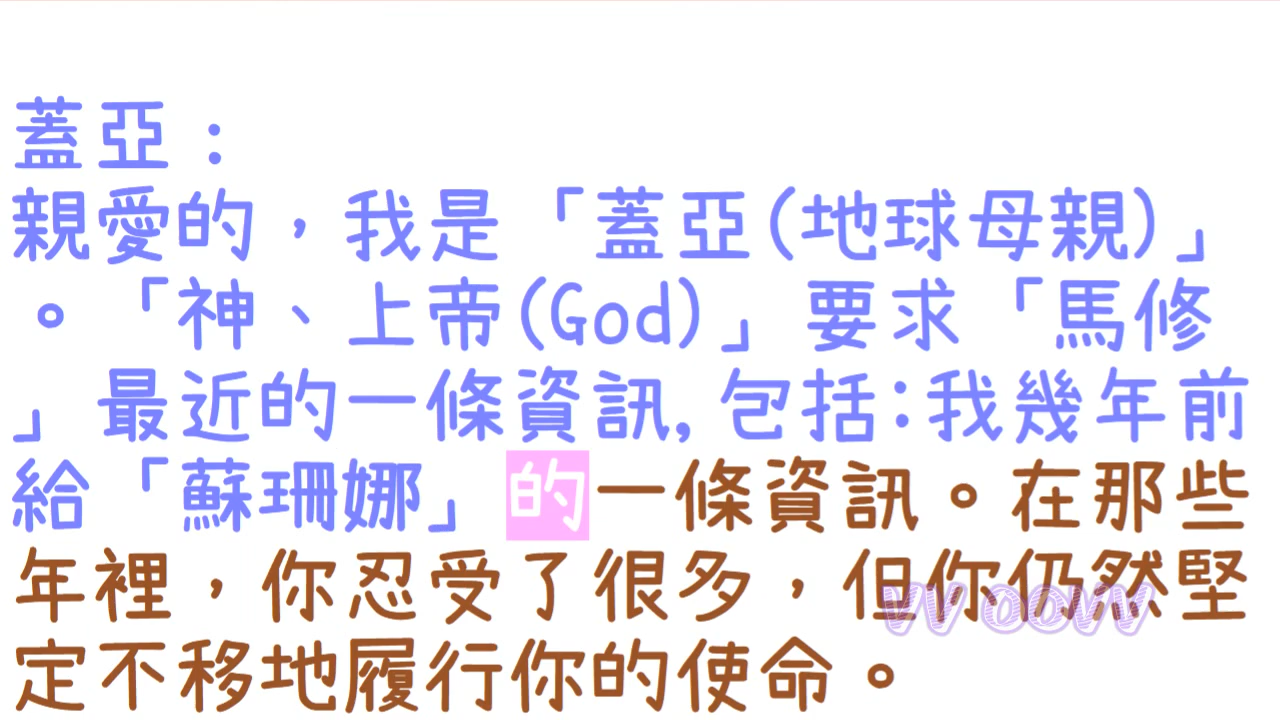 蓋亞：
親愛的，我是「蓋亞(地球母親)」
。「神、上帝(God)」要求「馬修
」最近的一條資訊,包括:我幾年前
給「蘇珊娜」的一條資訊。在那些
年裡，你忍受了很多，但你仍然堅
定不移地履行你的使命。
vv oovv